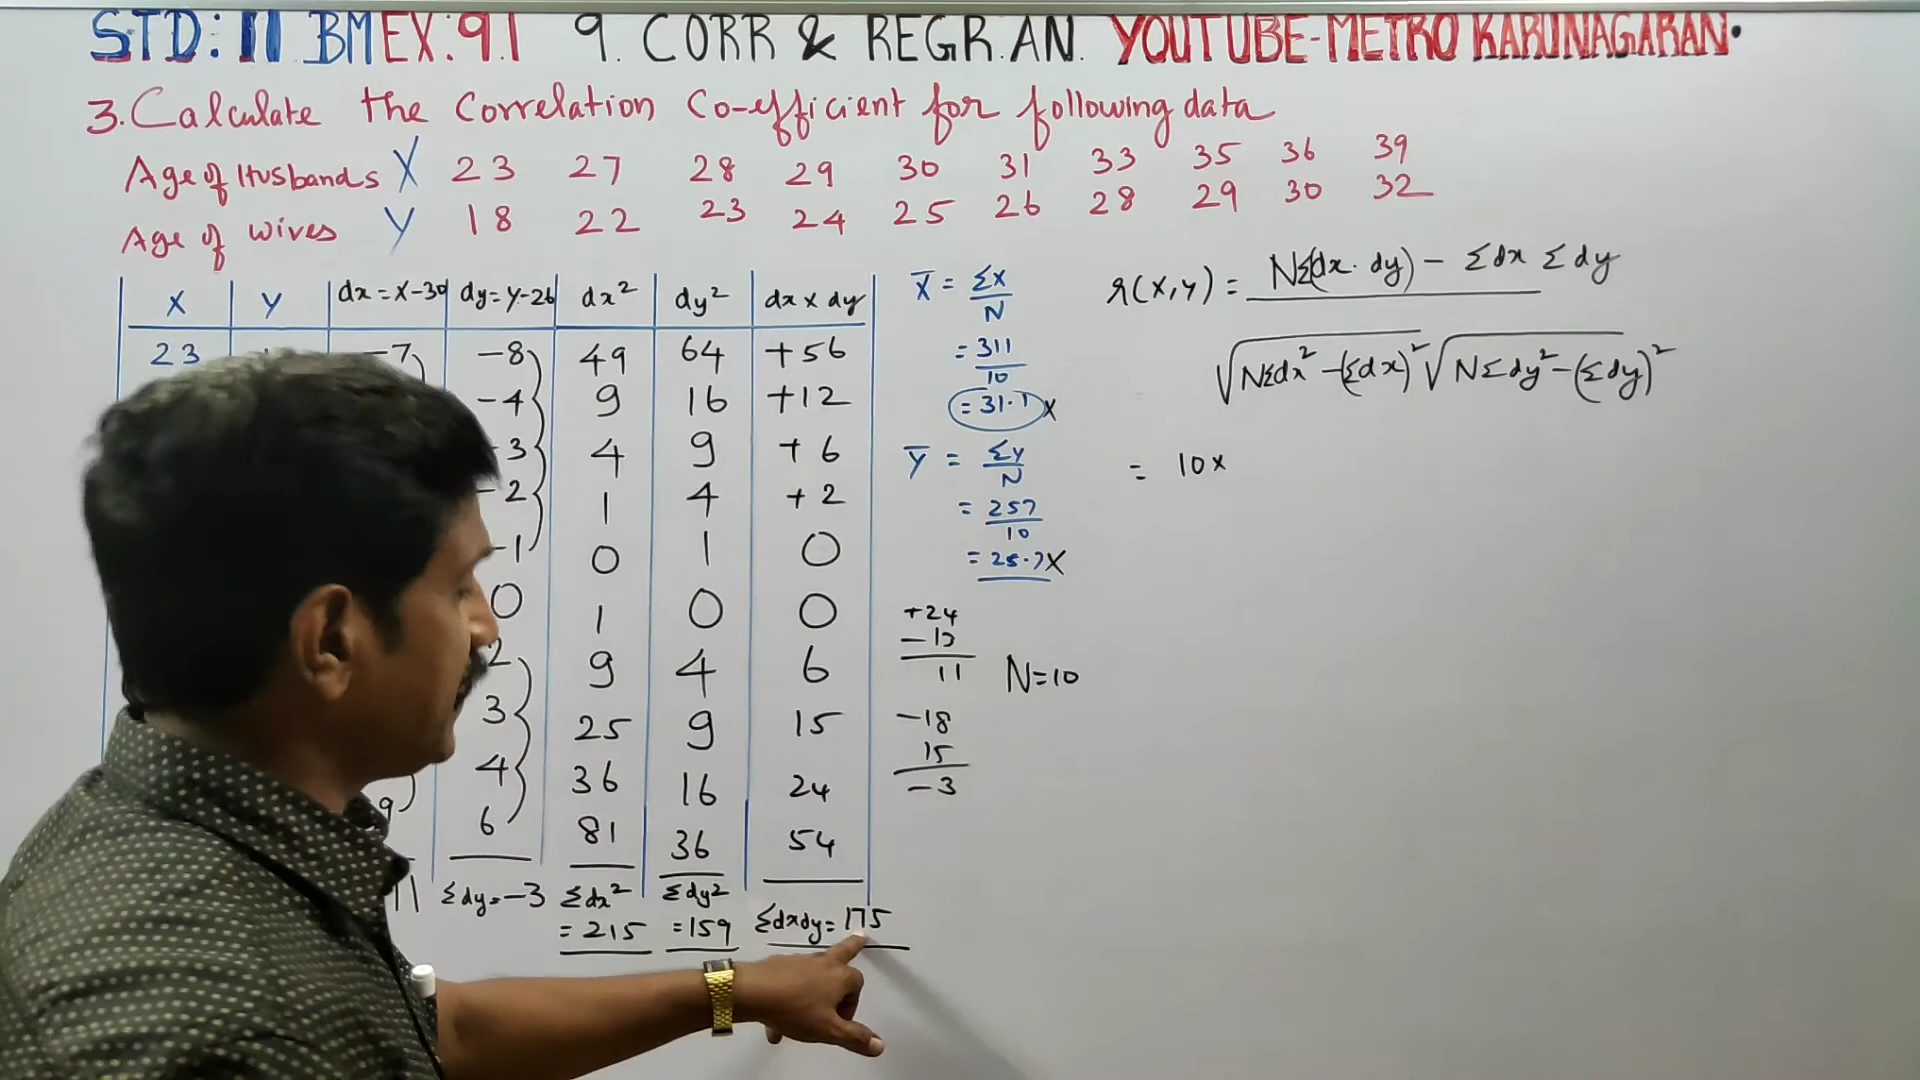 STD: 11 BM EX: 9.1 9. CORR & REGR. AN. YOUTUBE-METRO KARUNAGARAN.
3. Calculate the Correlation Co-efficient for following data
Age of Husbands X 23 27 28 29 30 31 33 35 36 39
Age of wives Y 18 22 23 24 25 26 28 29 30 32
X Y dx = X-30 dy = Y-26 dx² dy² dx x dy
23 -7 -8 49 64 +56
-4 9 16 +12
-3 4 9 +6
-2 1 4 +2
-1 0 1 0
0 1 0 0
2 9 4 6
3 25 9 15
4 36 16 24
9 6 81 36 54
11 Σdy = -3 Σdx² Σdy² Σdxdy = 175
= 215 = 159
X̅ = ΣX/N
= 311/10
= 31.1 x
Y̅ = Σy/N
= 257/10
= 25.7 X
+24
-13
11
N=10
-18
15
-3
r(x,y) = NΣ(dx. dy) - Σdx Σdy
√NΣdx² - (Σdx)² √NΣdy² - (Σdy)²
= 10x